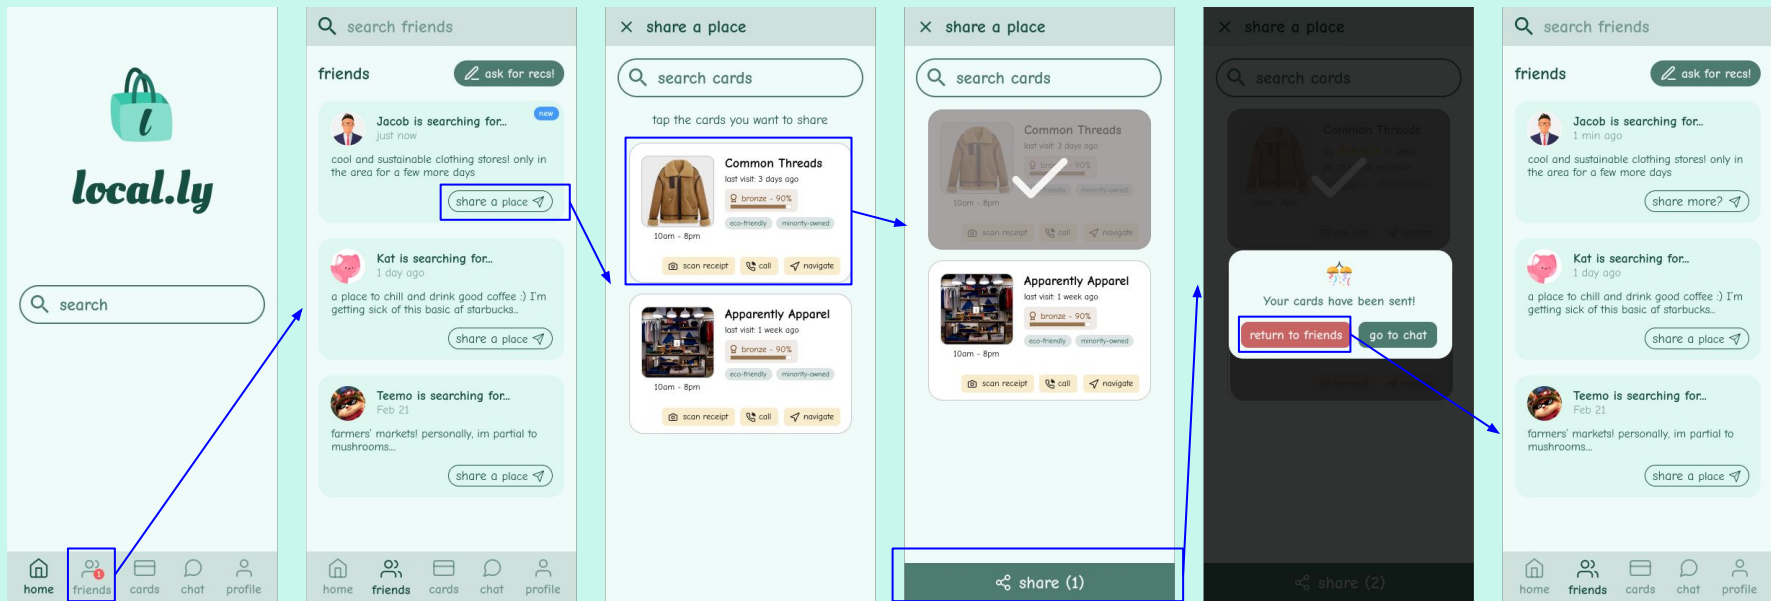 l
local.ly
search
1
home
friends
cards
chat
profile
search friends
friends
ask for recs!
Jacob is searching for...
new
just now
cool and sustainable clothing stores! only in
the area for a few more days
share a place
Kat is searching for...
1 day ago
a place to chill and drink good coffee :) I'm
getting sick of this basic af starbucks..
share a place
Teemo is searching for...
Feb 21
farmers' markets! personally, im partial to
mushrooms...
share a place
home
friends
cards
chat
profile
× share a place
search cards
tap the cards you want to share
Common Threads
last visit: 3 days ago
bronze - 90%
eco-friendly
minority-owned
10am - 8pm
scan receipt
call
navigate
Apparently Apparel
last visit: 1 week ago
bronze - 90%
eco-friendly
minority-owned
10am - 8pm
scan receipt
call
navigate
× share a place
search cards
Common Threads
last visit: 3 days ago
bronze - 90%
friendly
minority-owned
10am - 8pm
scan receipt
call
navigate
Apparently Apparel
last visit: 1 week ago
bronze - 90%
eco-friendly
minority-owned
10am - 8pm
scan receipt
call
navigate
share (1)
× share a place
search cards
Common Threads
Your cards have been sent!
return to friends
go to chat
share (2)
search friends
friends
ask for recs!
Jacob is searching for...
1 min ago
cool and sustainable clothing stores! only in
the area for a few more days
share more?
Kat is searching for...
1 day ago
a place to chill and drink good coffee :) I'm
getting sick of this basic af starbucks..
share a place
Teemo is searching for...
Feb 21
farmers' markets! personally, im partial to
mushrooms...
share a place
home
friends
cards
chat
profile